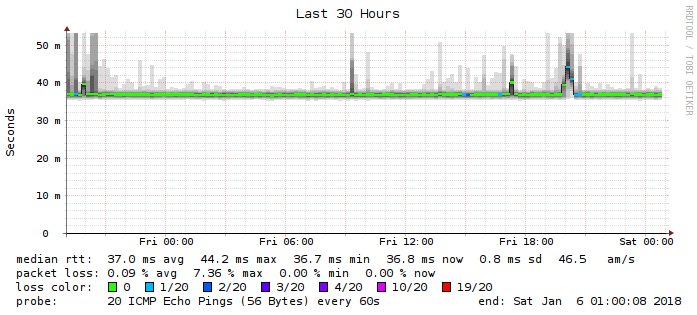 Last 30 Hours
RRDTOOL / TOBI OETIKER
Seconds
50 m
40 m
30 m
20 m
10 m
0
Fri 00:00 Fri 06:00 Fri 12:00 Fri 18:00 Sat 00:00
median rtt: 37.0 ms avg 44.2 ms max 36.7 ms min 36.8 ms now 0.8 ms sd 46.5 am/s
packet loss: 0.09 % avg 7.36 % max 0.00 % min 0.00 % now
loss color: 0 1/20 2/20 3/20 4/20 10/20 19/20
probe: 20 ICMP Echo Pings (56 Bytes) every 60s end: Sat Jan 6 01:00:08 2018